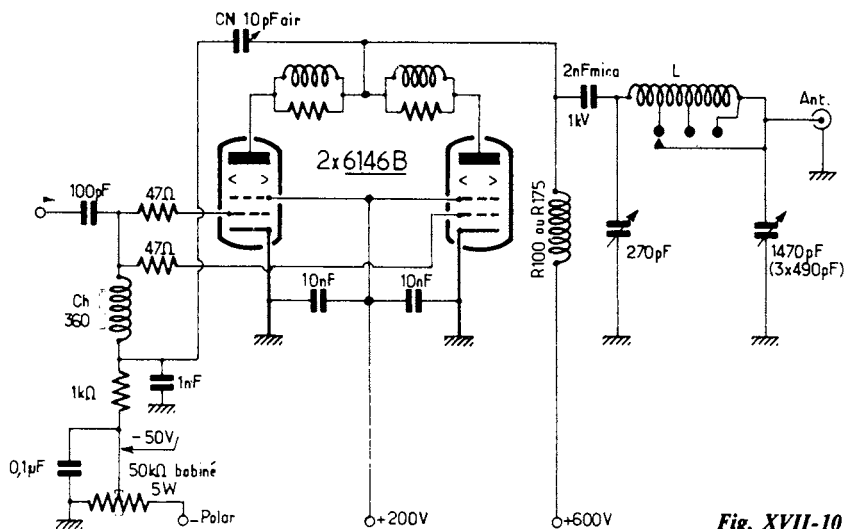 CN 10pFair
2nFmica
1kV
L
Ant.
2x6146B
100pF
47Ω
47Ω
R100 ou R175
270pF
1470pF
(3x490pF)
Ch
360
10nF
10nF
1nF
1kΩ
-50V
0,1µF
50kΩ bobiné
5W
-Polar
+200V
+600V
Fig. XVII-10